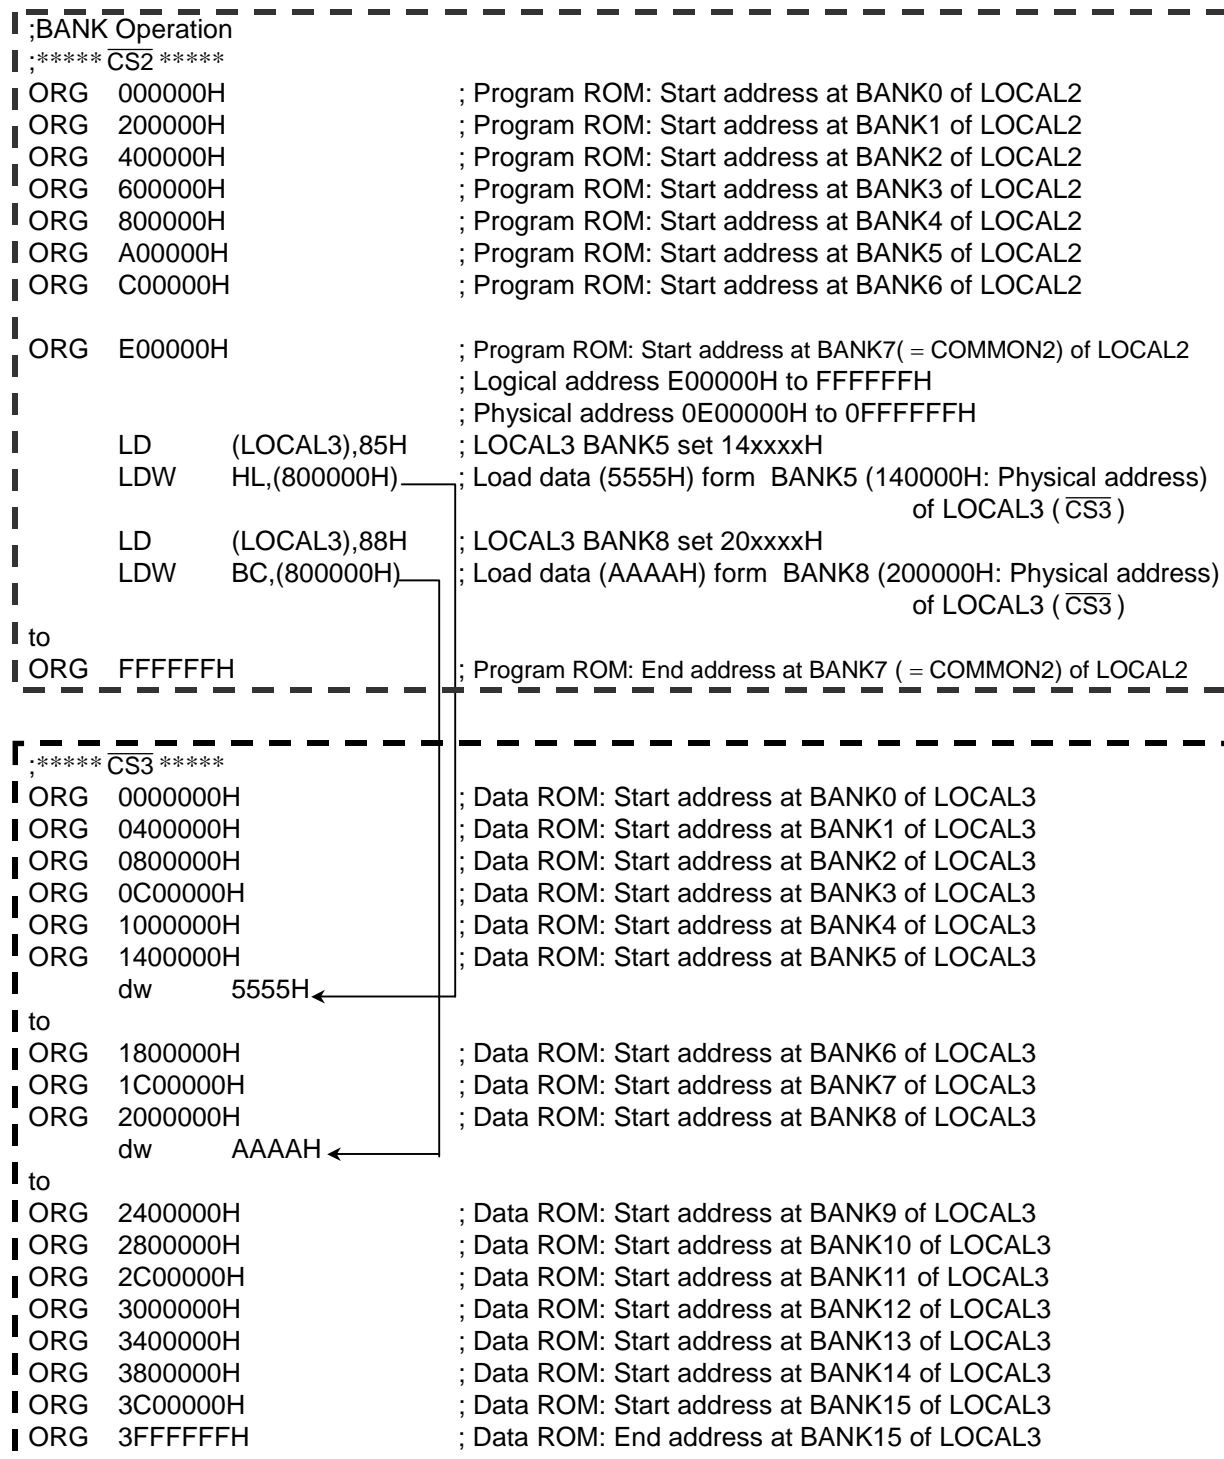 ;BANK Operation
;***** CS2 *****
ORG 000000H ; Program ROM: Start address at BANK0 of LOCAL2
ORG 200000H ; Program ROM: Start address at BANK1 of LOCAL2
ORG 400000H ; Program ROM: Start address at BANK2 of LOCAL2
ORG 600000H ; Program ROM: Start address at BANK3 of LOCAL2
ORG 800000H ; Program ROM: Start address at BANK4 of LOCAL2
ORG A00000H ; Program ROM: Start address at BANK5 of LOCAL2
ORG C00000H ; Program ROM: Start address at BANK6 of LOCAL2
ORG E00000H ; Program ROM: Start address at BANK7( = COMMON2) of LOCAL2
; Logical address E00000H to FFFFFFH
; Physical address 0E00000H to 0FFFFFFH
LD (LOCAL3),85H ; LOCAL3 BANK5 set 14xxxxH
LDW HL,(800000H) ; Load data (5555H) form BANK5 (140000H: Physical address)
of LOCAL3 ( CS3 )
LD (LOCAL3),88H ; LOCAL3 BANK8 set 20xxxxH
LDW BC,(800000H) ; Load data (AAAAH) form BANK8 (200000H: Physical address)
of LOCAL3 ( CS3 )
to
ORG FFFFFFH ; Program ROM: End address at BANK7 ( = COMMON2) of LOCAL2
;***** CS3 *****
ORG 0000000H ; Data ROM: Start address at BANK0 of LOCAL3
ORG 0400000H ; Data ROM: Start address at BANK1 of LOCAL3
ORG 0800000H ; Data ROM: Start address at BANK2 of LOCAL3
ORG 0C00000H ; Data ROM: Start address at BANK3 of LOCAL3
ORG 1000000H ; Data ROM: Start address at BANK4 of LOCAL3
ORG 1400000H ; Data ROM: Start address at BANK5 of LOCAL3
dw 5555H
to
ORG 1800000H ; Data ROM: Start address at BANK6 of LOCAL3
ORG 1C00000H ; Data ROM: Start address at BANK7 of LOCAL3
ORG 2000000H ; Data ROM: Start address at BANK8 of LOCAL3
dw AAAAH
to
ORG 2400000H ; Data ROM: Start address at BANK9 of LOCAL3
ORG 2800000H ; Data ROM: Start address at BANK10 of LOCAL3
ORG 2C00000H ; Data ROM: Start address at BANK11 of LOCAL3
ORG 3000000H ; Data ROM: Start address at BANK12 of LOCAL3
ORG 3400000H ; Data ROM: Start address at BANK13 of LOCAL3
ORG 3800000H ; Data ROM: Start address at BANK14 of LOCAL3
ORG 3C00000H ; Data ROM: Start address at BANK15 of LOCAL3
ORG 3FFFFFFH ; Data ROM: End address at BANK15 of LOCAL3